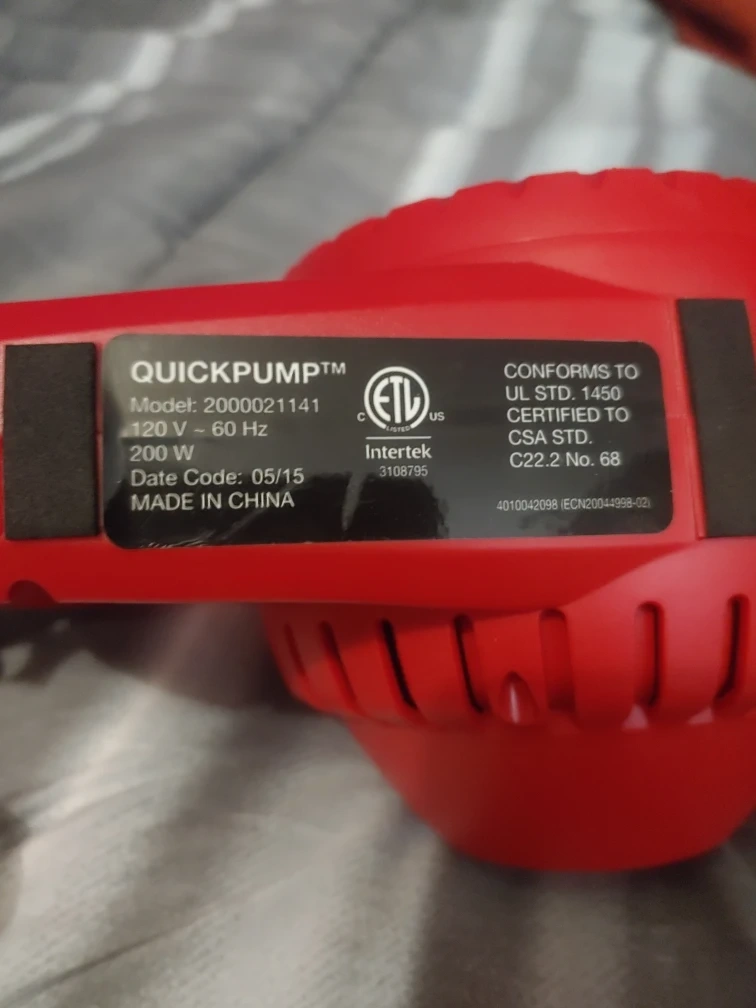 QUICKPUMP™
Model: 2000021141
120 V ~ 60 Hz
200 W
Date Code: 05/15
MADE IN CHINA
ETL
C US
LISTED
Intertek
3108795
CONFORMS TO
UL STD. 1450
CERTIFIED TO
CSA STD.
C22.2 No. 68
4010042098 (ECN20044998-02)